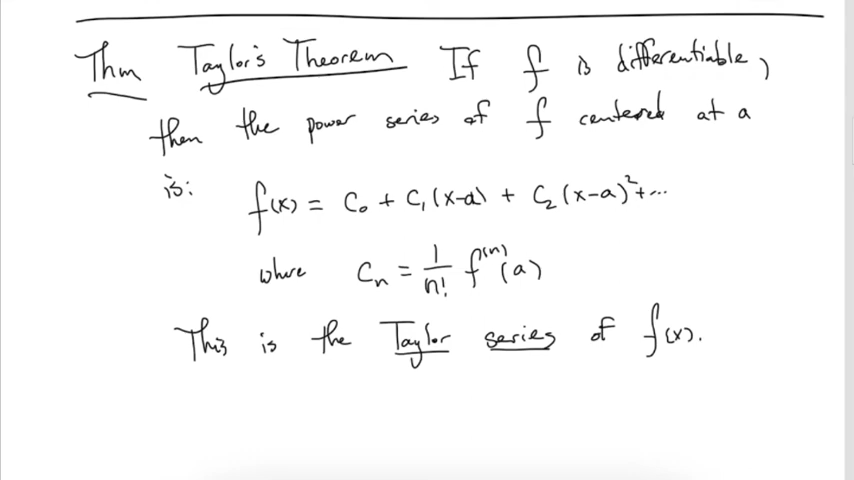 Thm Taylor's Theorem If f is differentiable,
then the power series of f centered at a
is: f(x) = C₀ + C₁(x-a) + C₂(x-a)² + ...
where Cₙ = 1/n! f⁽ⁿ⁾(a)
This is the Taylor series of f(x).